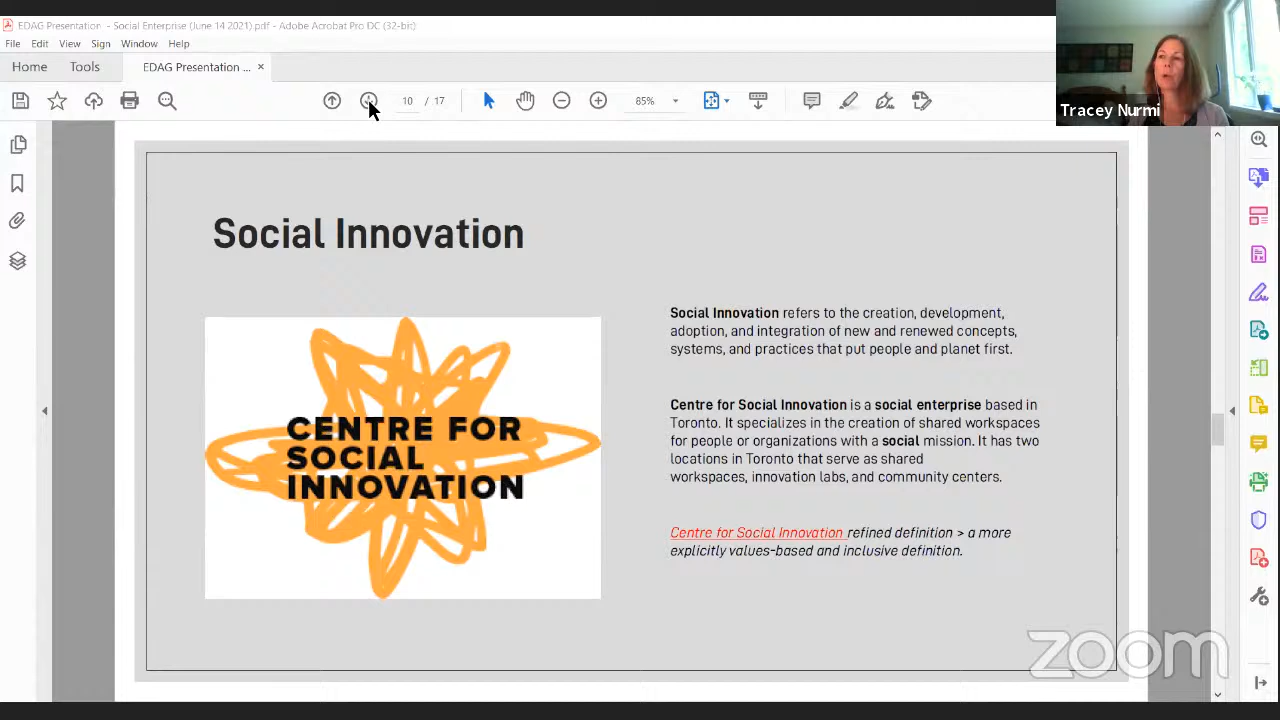 EDAG Presentation - Social Enterprise (June 14 2021).pdf - Adobe Acrobat Pro DC (32-bit)
File Edit View Sign Window Help
Home Tools EDAG Presentation ... ×
10 / 17 85%
Tracey Nurmi
Social Innovation
CENTRE FOR
SOCIAL
INNOVATION
Social Innovation refers to the creation, development,
adoption, and integration of new and renewed concepts,
systems, and practices that put people and planet first.
Centre for Social Innovation is a social enterprise based in
Toronto. It specializes in the creation of shared workspaces
for people or organizations with a social mission. It has two
locations in Toronto that serve as shared
workspaces, innovation labs, and community centers.
Centre for Social Innovation refined definition > a more
explicitly values-based and inclusive definition.
zoom